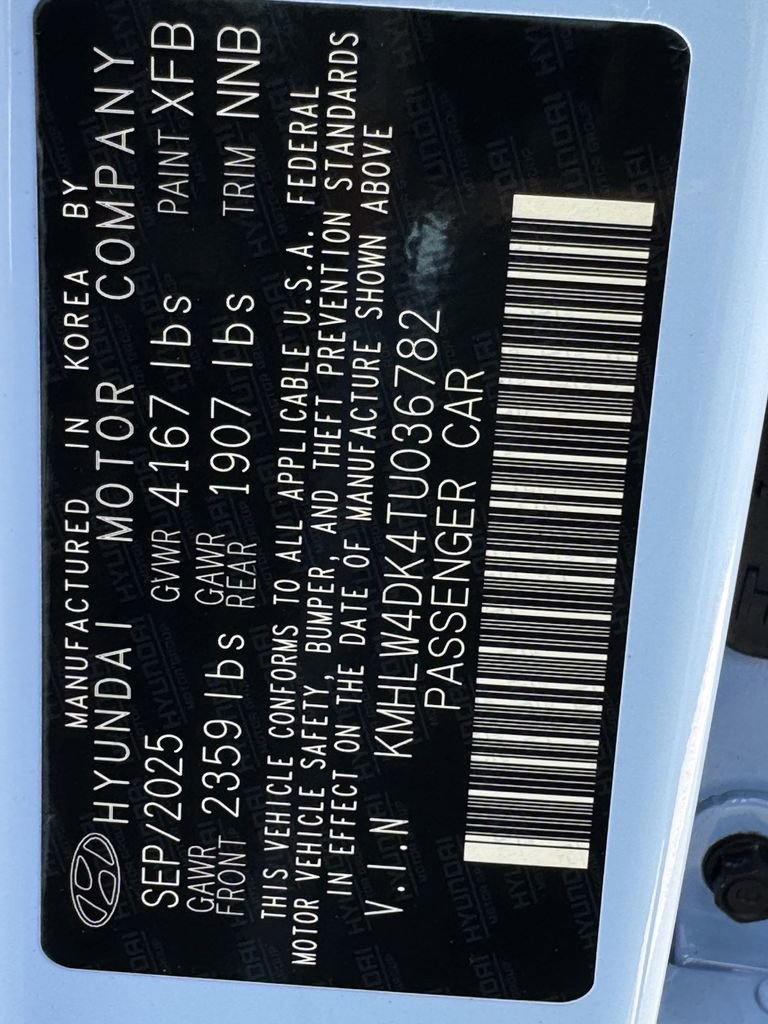 MANUFACTURED IN KOREA BY
HYUNDAI MOTOR COMPANY
SEP/2025 GVWR 4167 lbs PAINT XFB
GAWR FRONT 2359 lbs GAWR REAR 1907 lbs TRIM NNB
THIS VEHICLE CONFORMS TO ALL APPLICABLE U.S.A. FEDERAL
MOTOR VEHICLE SAFETY, BUMPER, AND THEFT PREVENTION STANDARDS
IN EFFECT ON THE DATE OF MANUFACTURE SHOWN ABOVE
V.I.N KMHLW4DK4TU036782
PASSENGER CAR